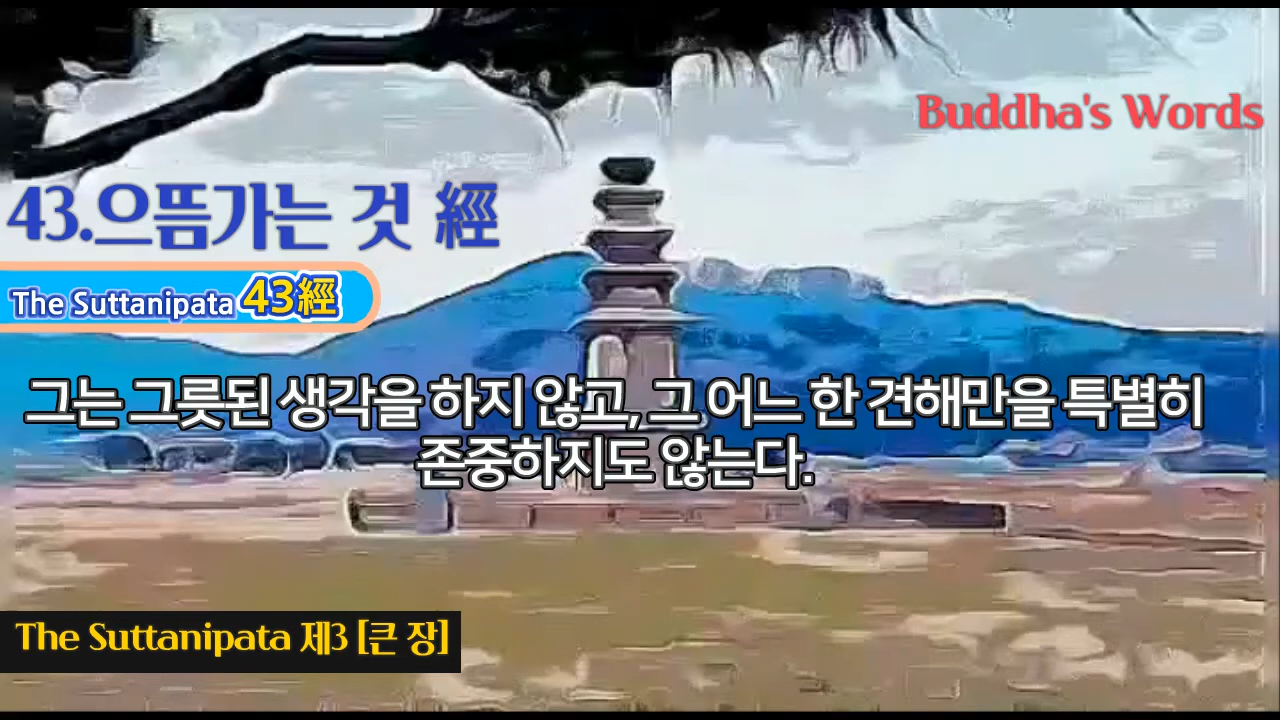 Buddha's Words
43.으뜸가는 것 經
The Suttanipata 43經
그는 그릇된 생각을 하지 않고, 그 어느 한 견해만을 특별히
존중하지도 않는다.
The Suttanipata 제3 [큰 장]